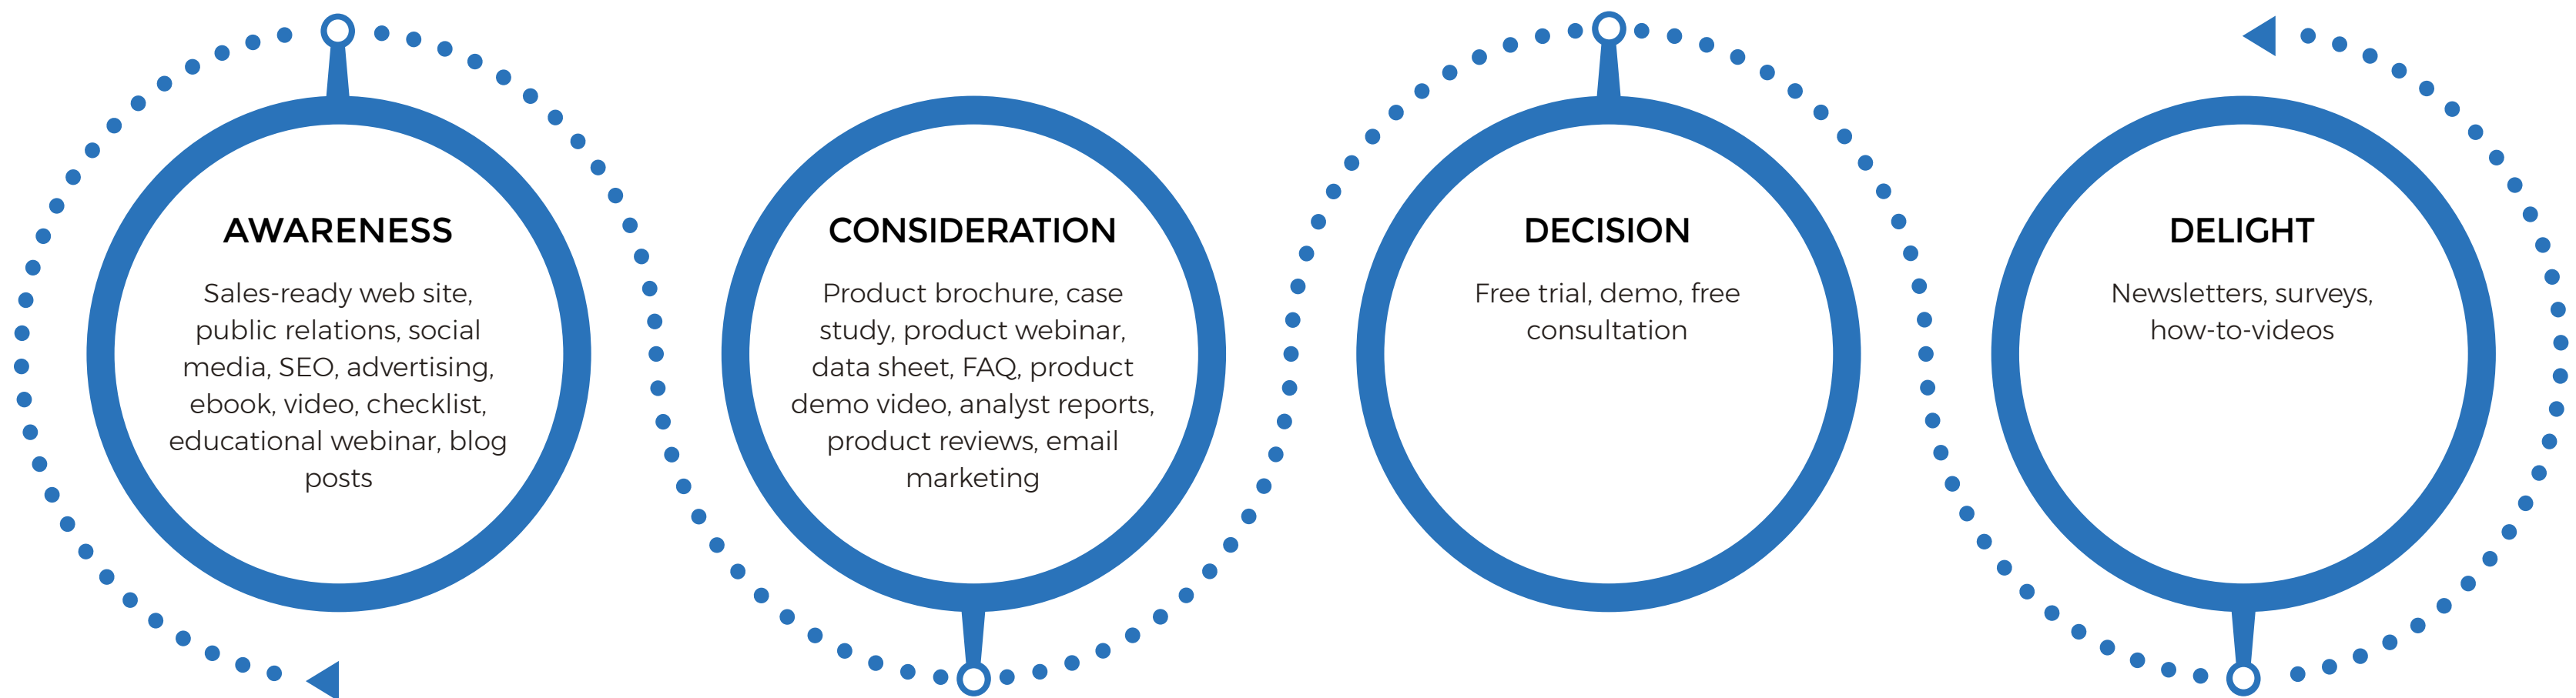 AWARENESS
Sales-ready web site,
public relations, social
media, SEO, advertising,
ebook, video, checklist,
educational webinar, blog
posts
CONSIDERATION
Product brochure, case
study, product webinar,
data sheet, FAQ, product
demo video, analyst reports,
product reviews, email
marketing
DECISION
Free trial, demo, free
consultation
DELIGHT
Newsletters, surveys,
how-to-videos